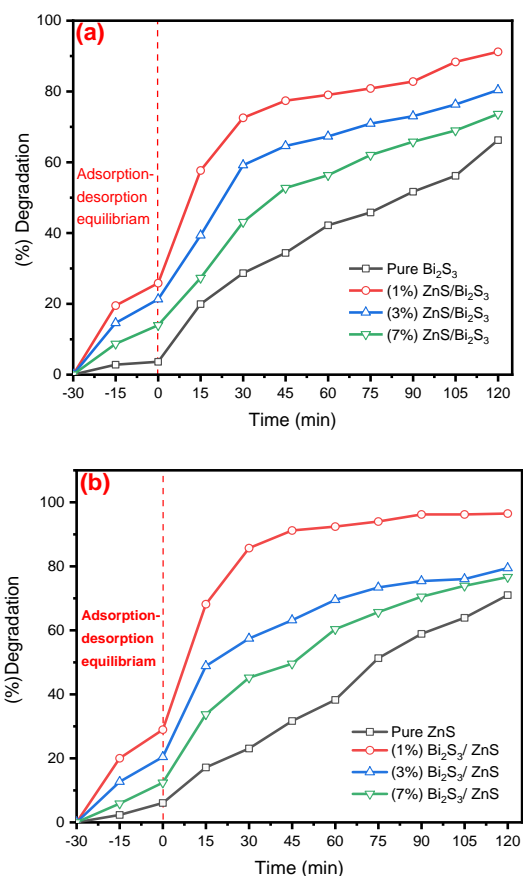 (a)
100
80
60
40
20
0
(%) Degradation
Adsorption-
desorption
equilibriam
Pure Bi₂S₃
(1%) ZnS/Bi₂S₃
(3%) ZnS/Bi₂S₃
(7%) ZnS/Bi₂S₃
-30 -15 0 15 30 45 60 75 90 105 120
Time (min)
(b)
100
80
60
40
20
0
(%)Degradation
Adsorption-
desorption
equilibriam
Pure ZnS
(1%) Bi₂S₃/ ZnS
(3%) Bi₂S₃/ ZnS
(7%) Bi₂S₃/ ZnS
-30 -15 0 15 30 45 60 75 90 105 120
Time (min)